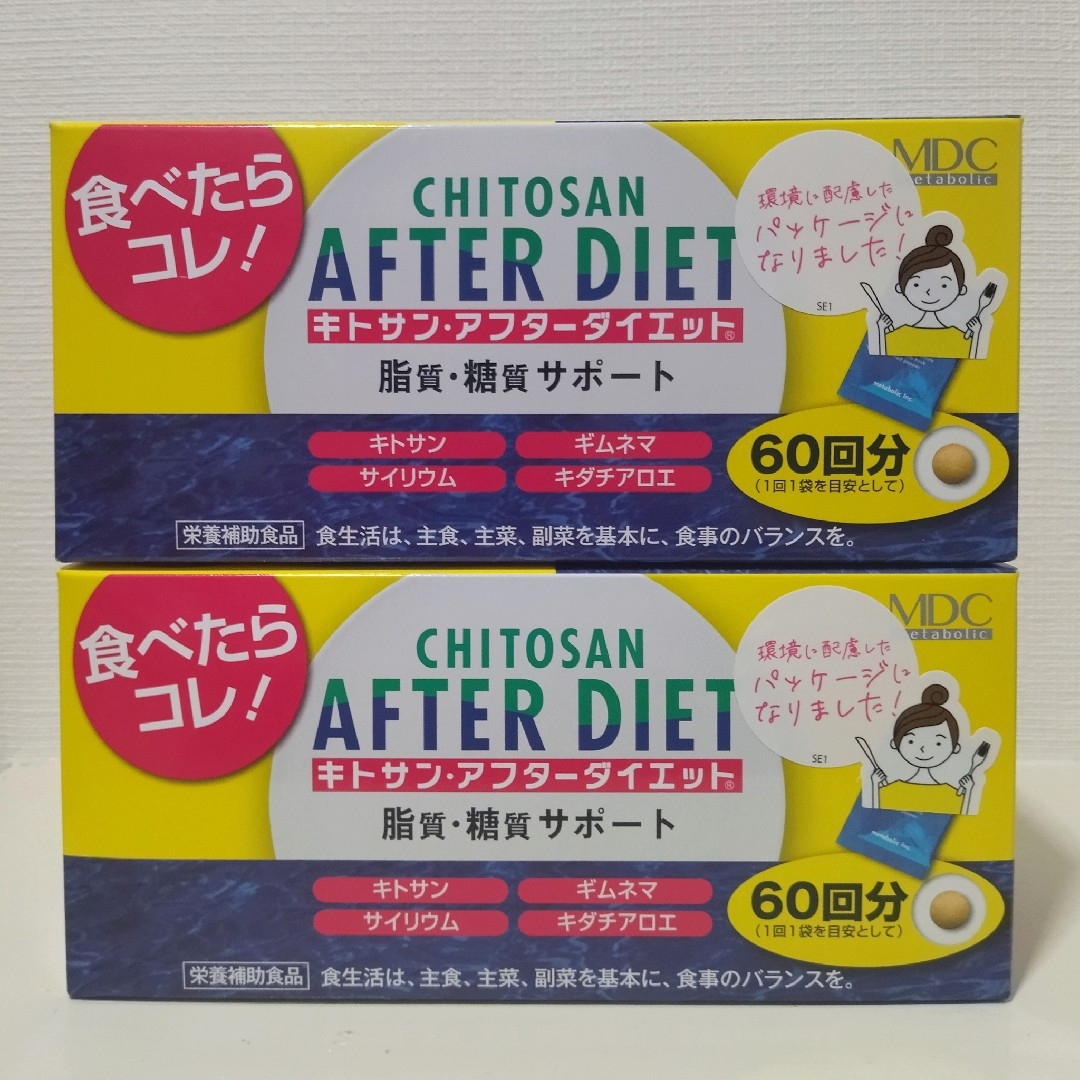 食べたら
コレ!
CHITOSAN
AFTER DIET
キトサン・アフターダイエット®
脂質・糖質サポート
MDC
etabolic
環境に配慮した
パッケージに
なりました!
SE1
metabolic inc.
キトサン
ギムネマ
サイリウム
キダチアロエ
60回分
(1回1袋を目安として)
栄養補助食品 食生活は、主食、主菜、副菜を基本に、食事のバランスを。
食べたら
コレ!
CHITOSAN
AFTER DIET
キトサン・アフターダイエット®
脂質・糖質サポート
MDC
etabolic
環境に配慮した
パッケージに
なりました!
SE1
metabolic inc.
キトサン
ギムネマ
サイリウム
キダチアロエ
60回分
(1回1袋を目安として)
栄養補助食品 食生活は、主食、主菜、副菜を基本に、食事のバランスを。